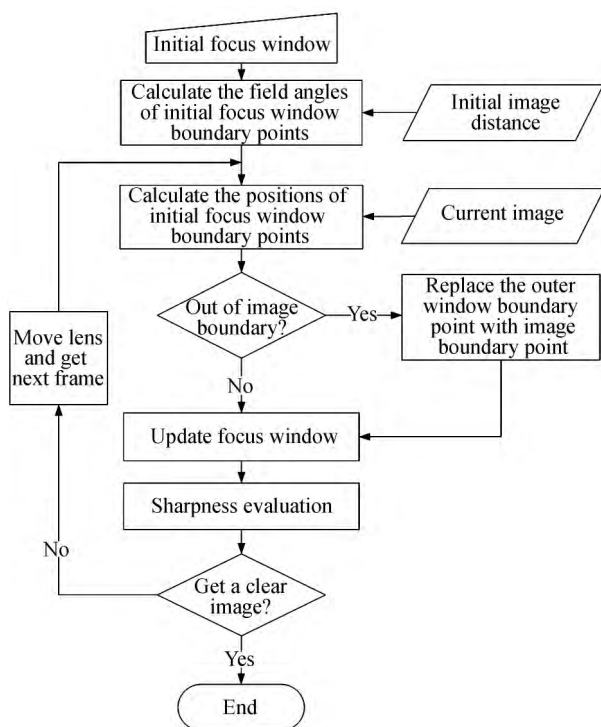 Initial focus window
Calculate the field angles
of initial focus window
boundary points
Initial image
distance
Calculate the positions of
initial focus window
boundary points
Current image
Out of image
boundary?
Yes
Replace the outer
window boundary
point with image
boundary point
Move lens
and get
next frame
No
Update focus window
Sharpness evaluation
No
Get a clear
image?
Yes
End